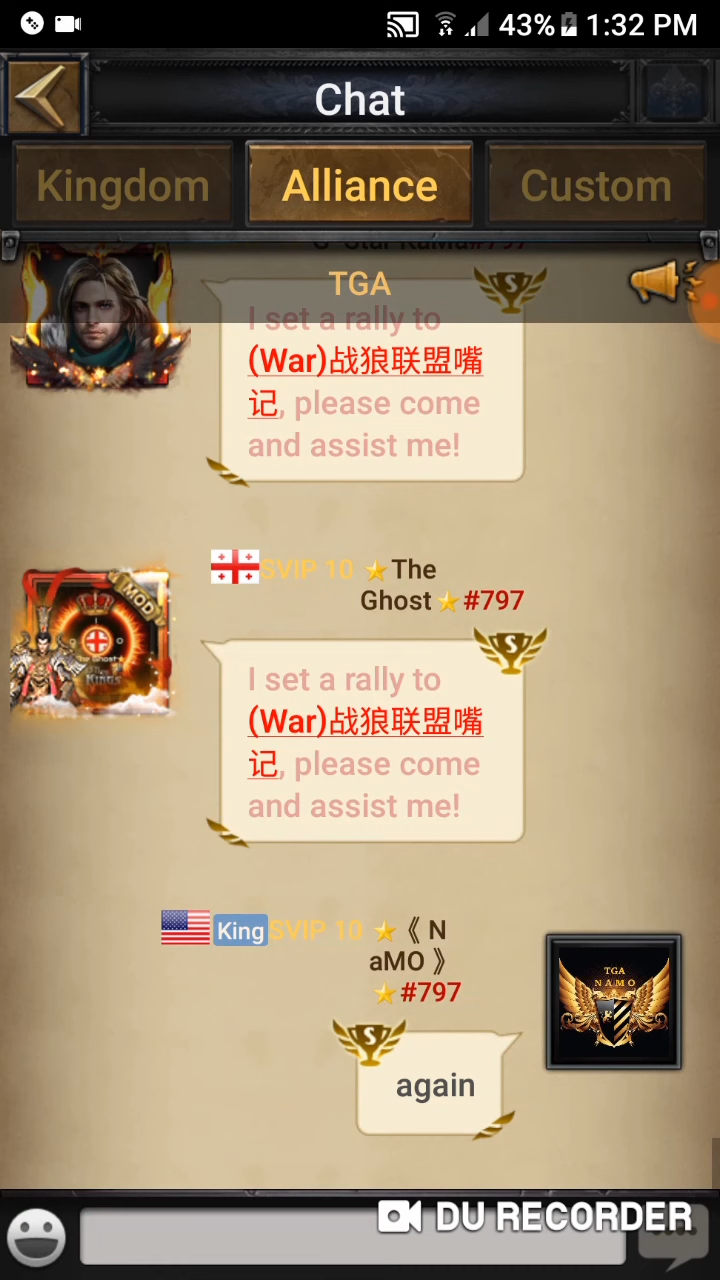 43% 1:32 PM
Chat
Kingdom Alliance Custom
TGA
I set a rally to
(War)战狼联盟嘴
记, please come
and assist me!
SVIP 10 The
Ghost #797
MOD
I set a rally to
(War)战狼联盟嘴
记, please come
and assist me!
King SVIP 10 《 N
aMO 》
#797
TGA
NAMO
again
DU RECORDER